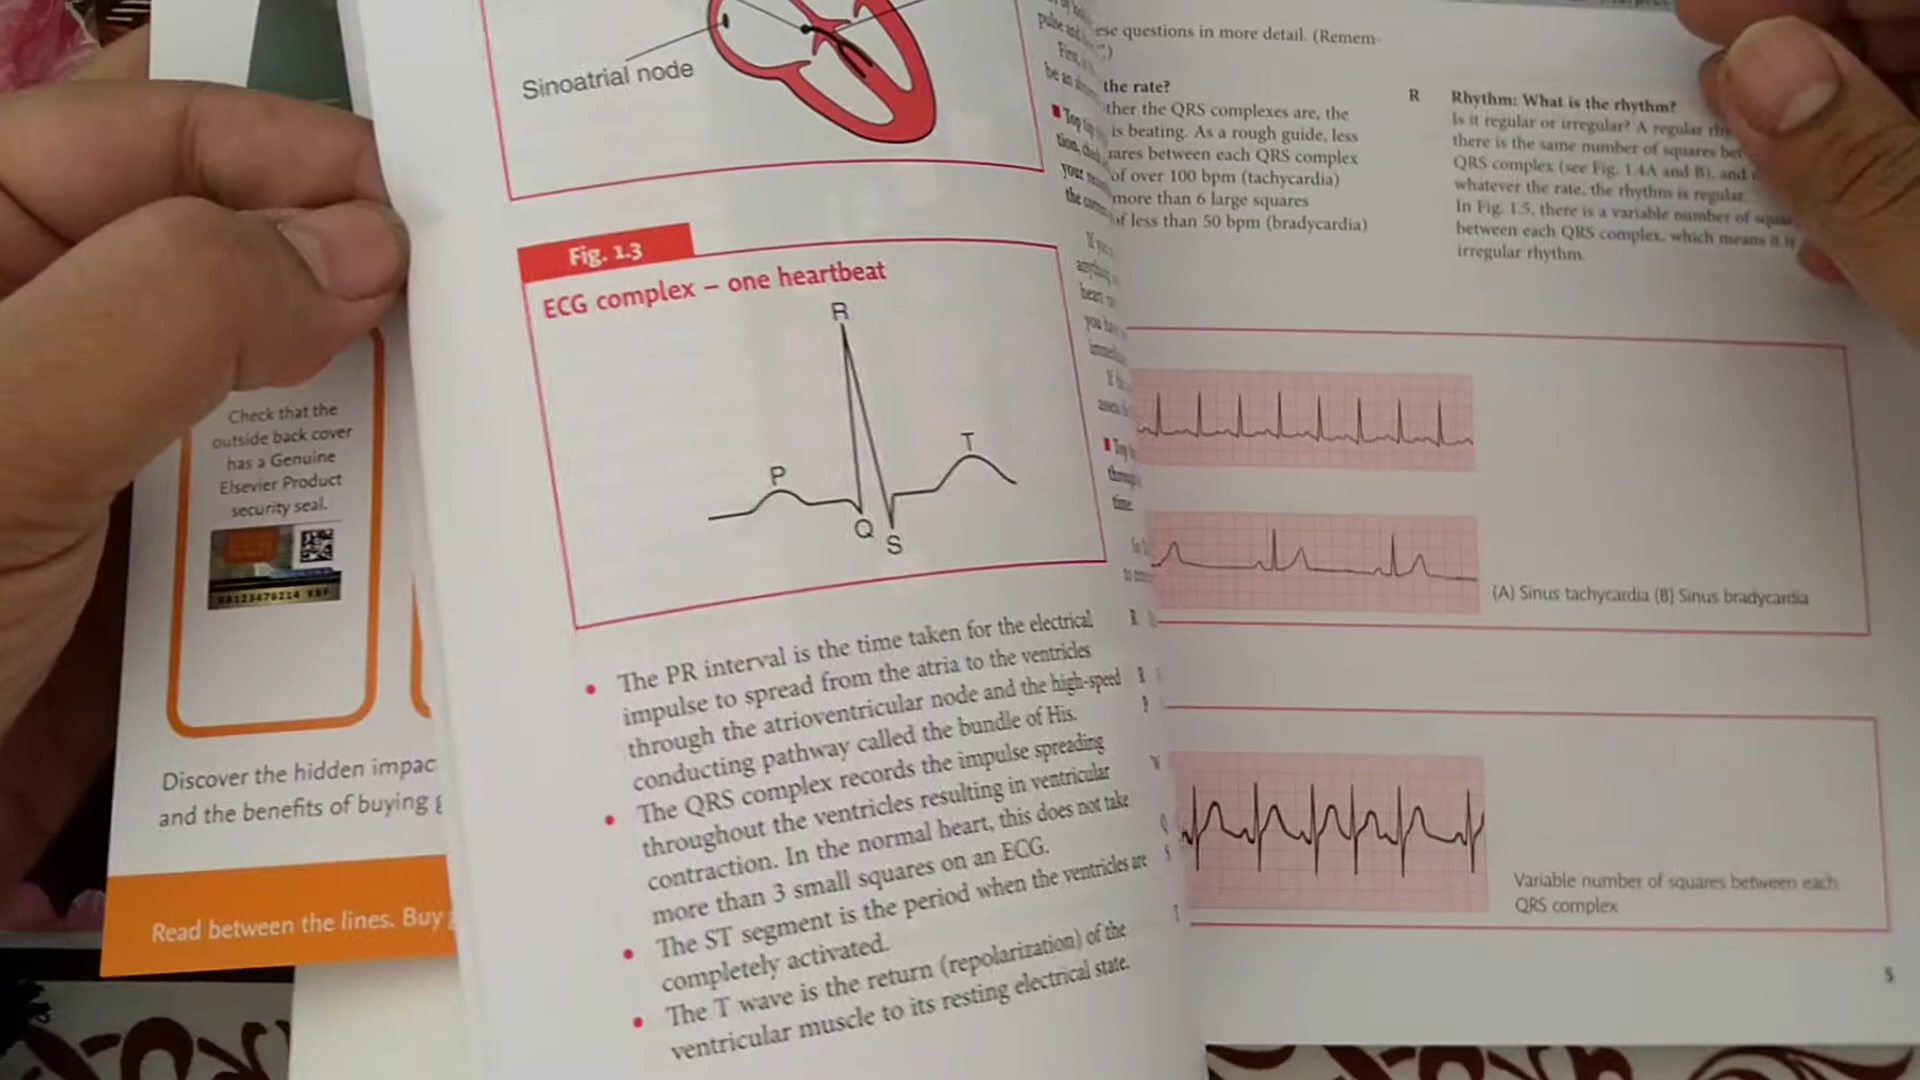 Sinoatrial node
Fig. 1.3
ECG complex – one heartbeat
R
P
T
Q
S
The PR interval is the time taken for the electrical
impulse to spread from the atria to the ventricles
through the atrioventricular node and the high-speed
conducting pathway called the bundle of His.
The QRS complex records the impulse spreading
throughout the ventricles resulting in ventricular
contraction. In the normal heart, this does not take
more than 3 small squares on an ECG.
The ST segment is the period when the ventricles are
completely activated.
The T wave is the return (repolarization) of the
ventricular muscle to its resting electrical state.
Check that the
outside back cover
has a Genuine
Elsevier Product
security seal.
Discover the hidden
and the benefits of buying
Read between the lines. Buy
pulse and
First,
be an
Top tip
your
the
heart
you
R
R
T
ese questions in more detail. (Remem-
the rate?
ther the QRS complexes are, the
is beating. As a rough guide, less
between each QRS complex
of over 100 bpm (tachycardia)
more than 6 large squares
of less than 50 bpm (bradycardia)
R Rhythm: What is the rhythm?
Is it regular or irregular? A regular
there is the same number of squares
QRS complex (see Fig. 1.4A and B), and
whatever the rate, the rhythm is regular.
In Fig. 1.5, there is a variable number of
between each QRS complex, which means it
irregular rhythm.
(A) Sinus tachycardia (B) Sinus bradycardia
Variable number of squares between each
QRS complex
5